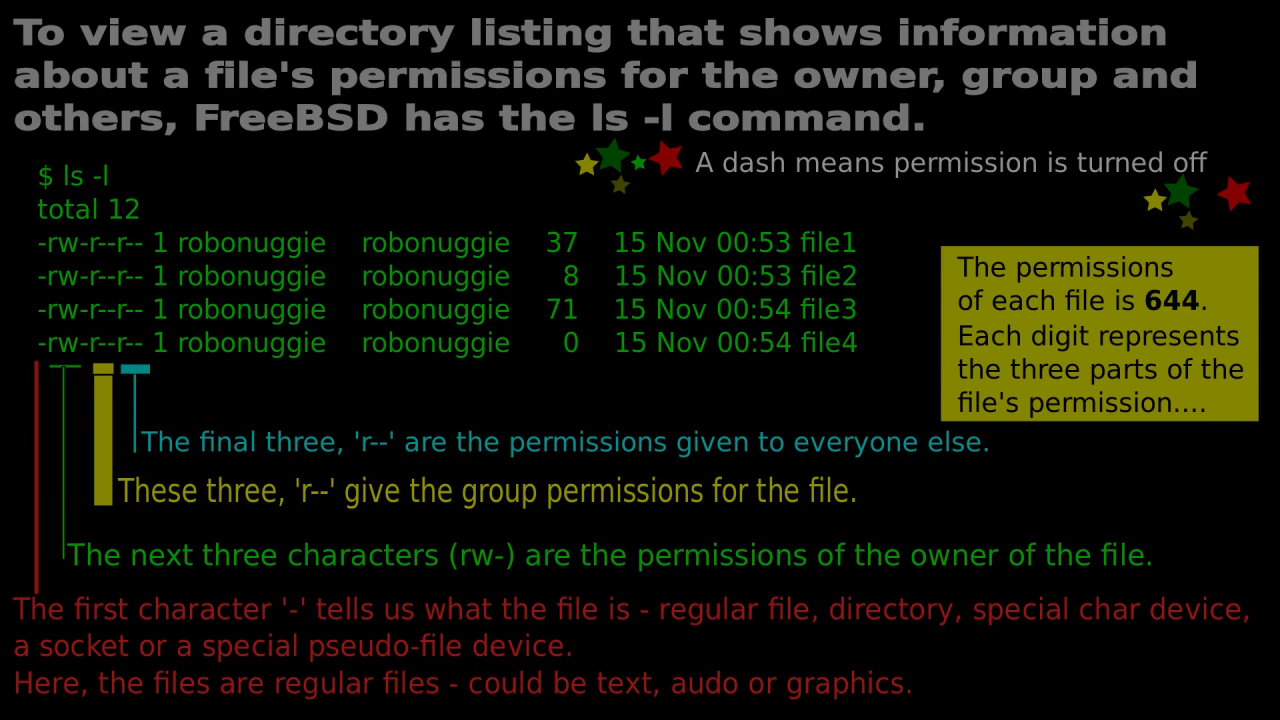 To view a directory listing that shows information
about a file's permissions for the owner, group and
others, FreeBSD has the ls -l command.
A dash means permission is turned off
$ ls -l
total 12
-rw-r--r-- 1 robonuggie robonuggie 37 15 Nov 00:53 file1
-rw-r--r-- 1 robonuggie robonuggie 8 15 Nov 00:53 file2
-rw-r--r-- 1 robonuggie robonuggie 71 15 Nov 00:54 file3
-rw-r--r-- 1 robonuggie robonuggie 0 15 Nov 00:54 file4
The permissions
of each file is 644.
Each digit represents
the three parts of the
file's permission....
The final three, 'r--' are the permissions given to everyone else.
These three, 'r--' give the group permissions for the file.
The next three characters (rw-) are the permissions of the owner of the file.
The first character '-' tells us what the file is - regular file, directory, special char device,
a socket or a special pseudo-file device.
Here, the files are regular files - could be text, audo or graphics.